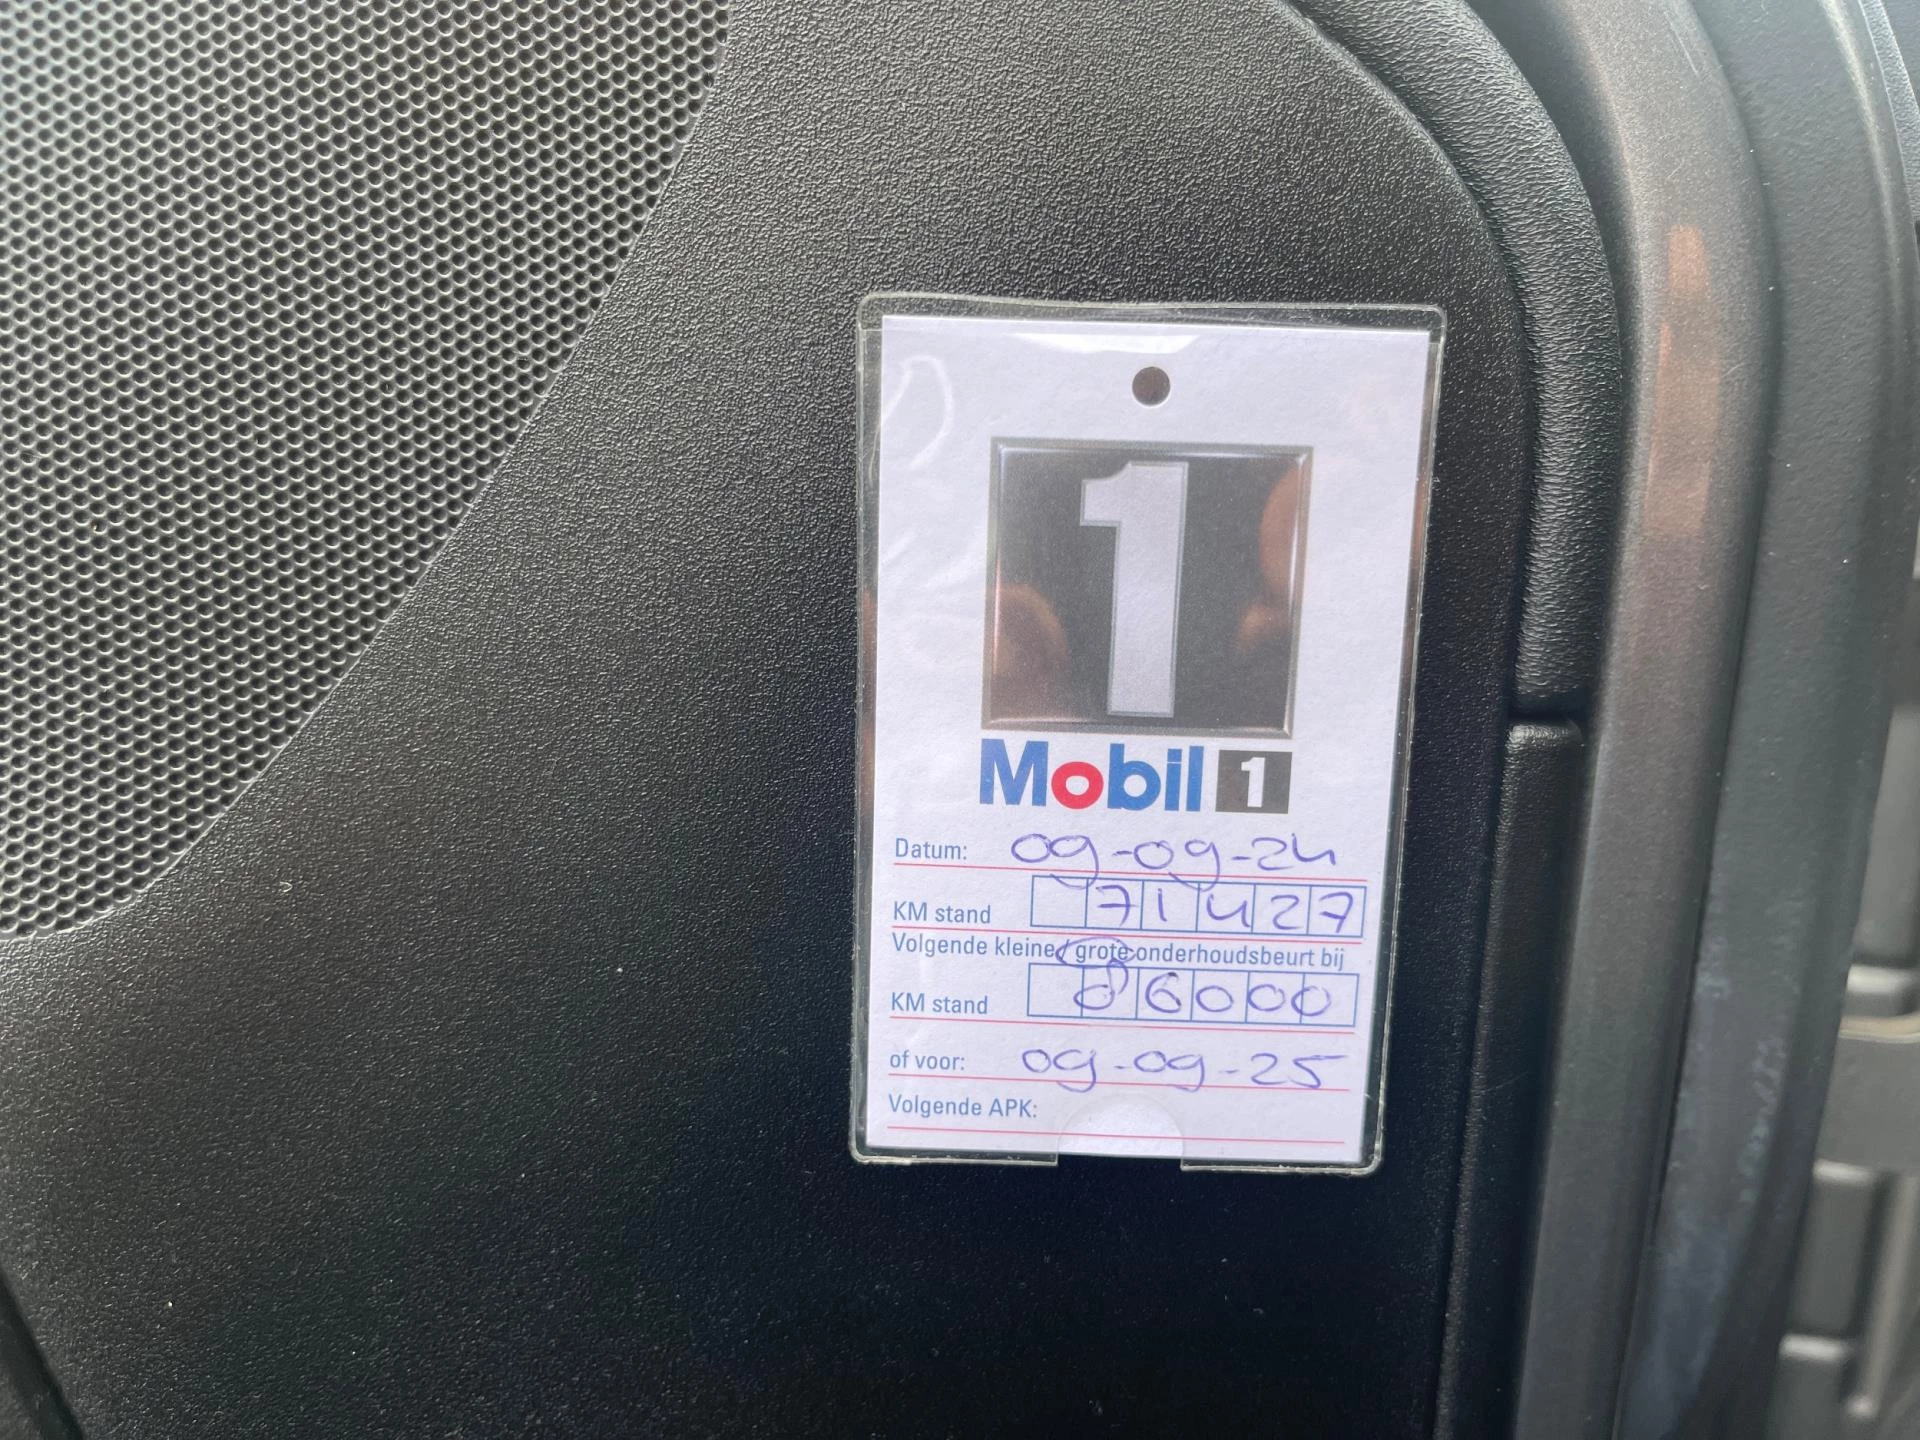 1
Mobil 1
Datum: 09-09-24
KM stand 71427
Volgende kleine / grote onderhoudsbeurt bij
KM stand 86000
of voor: 09-09-25
Volgende APK: